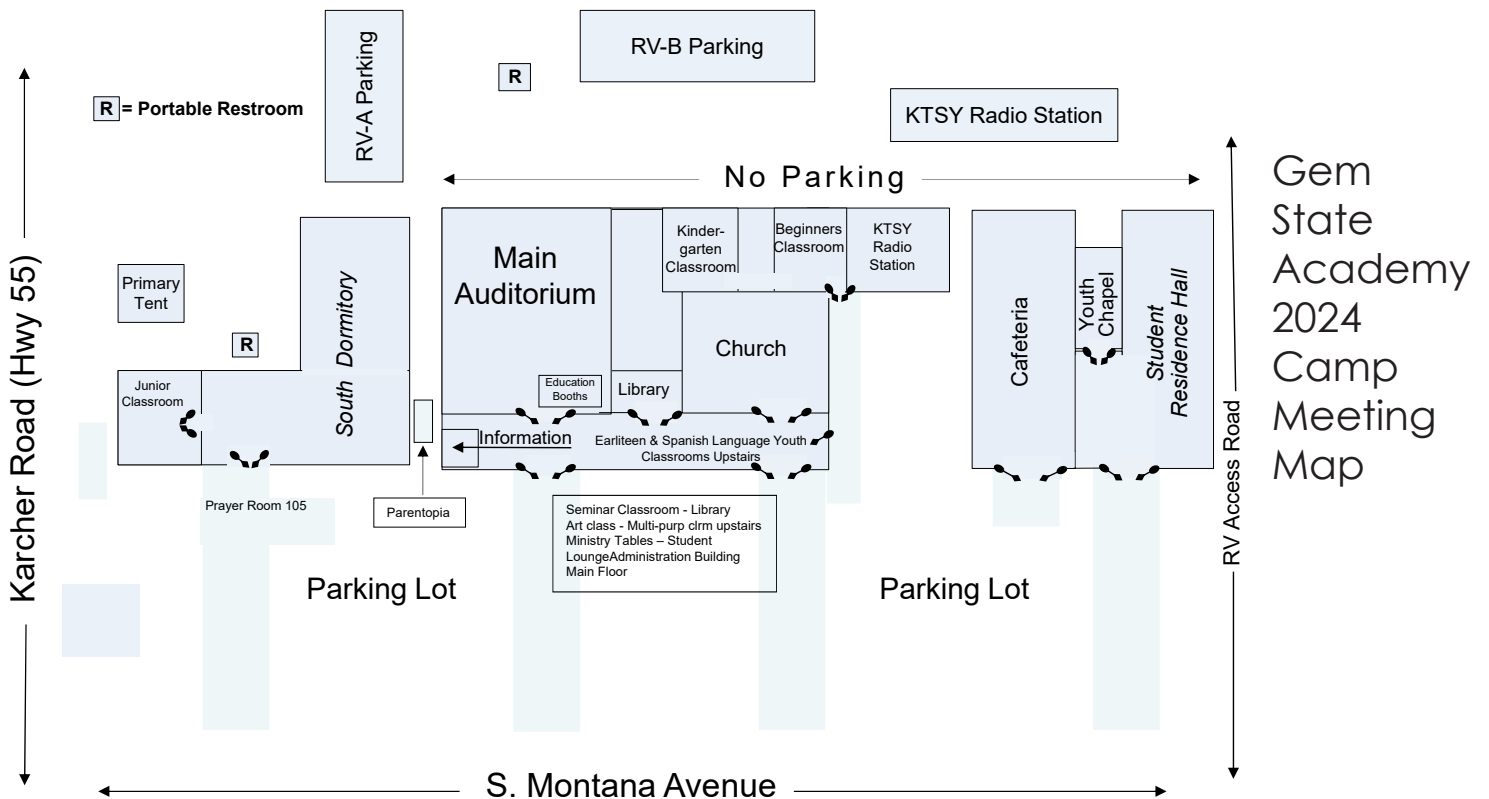 RV-A Parking
RV-B Parking
R
R = Portable Restroom
KTSY Radio Station
No Parking
Gem
State
Academy
2024
Camp
Meeting
Map
Karcher Road (Hwy 55)
Primary
Tent
R
Junior
Classroom
South Dormitory
Main
Auditorium
Kinder-
garten
Classroom
Beginners
Classroom
KTSY
Radio
Station
Church
Education
Booths
Library
Information
Earliteen & Spanish Language Youth
Classrooms Upstairs
Cafeteria
Youth
Chapel
Student
Residence Hall
RV Access Road
Prayer Room 105
Parentopia
Seminar Classroom - Library
Art class - Multi-purp clrm upstairs
Ministry Tables – Student
LoungeAdministration Building
Main Floor
Parking Lot
Parking Lot
S. Montana Avenue